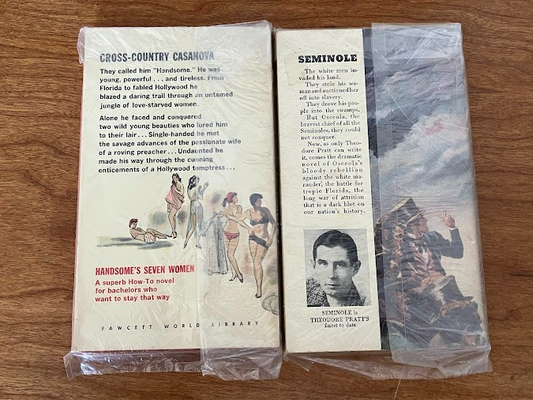 CROSS-COUNTRY CASANOVA
They called him "Handsome." He was
young, powerful . . . and tireless. From
Florida to fabled Hollywood he
blazed a daring trail through an untamed
jungle of love-starved women.
Alone he faced and conquered
two wild young beauties who lured him
to their lair . . . Single-handed he met
the savage advances of the passionate wife
of a roving preacher . . . Undaunted he
made his way through the cunning
enticements of a Hollywood temptress . . .
HANDSOME'S SEVEN WOMEN
A superb How-To novel
for bachelors who
want to stay that way
FAWCETT WORLD LIBRARY
SEMINOLE
The white men in-
vaded his land.
They stole his wo-
man and auctioned her
off into slavery.
They drove his peo-
ple into the swamps.
But Osceola, the
bravest chief of all the
Seminoles, they could
not conquer.
Now, as only Theo-
dore Pratt can write
it, comes the dramatic
novel of Osceola's
bloody rebellion
against the white ma-
rauder, the battle for
tropic Florida, the
long war of attrition
that is a dark blot on
our nation's history.
SEMINOLE is
THEODORE PRATT'S
finest to date